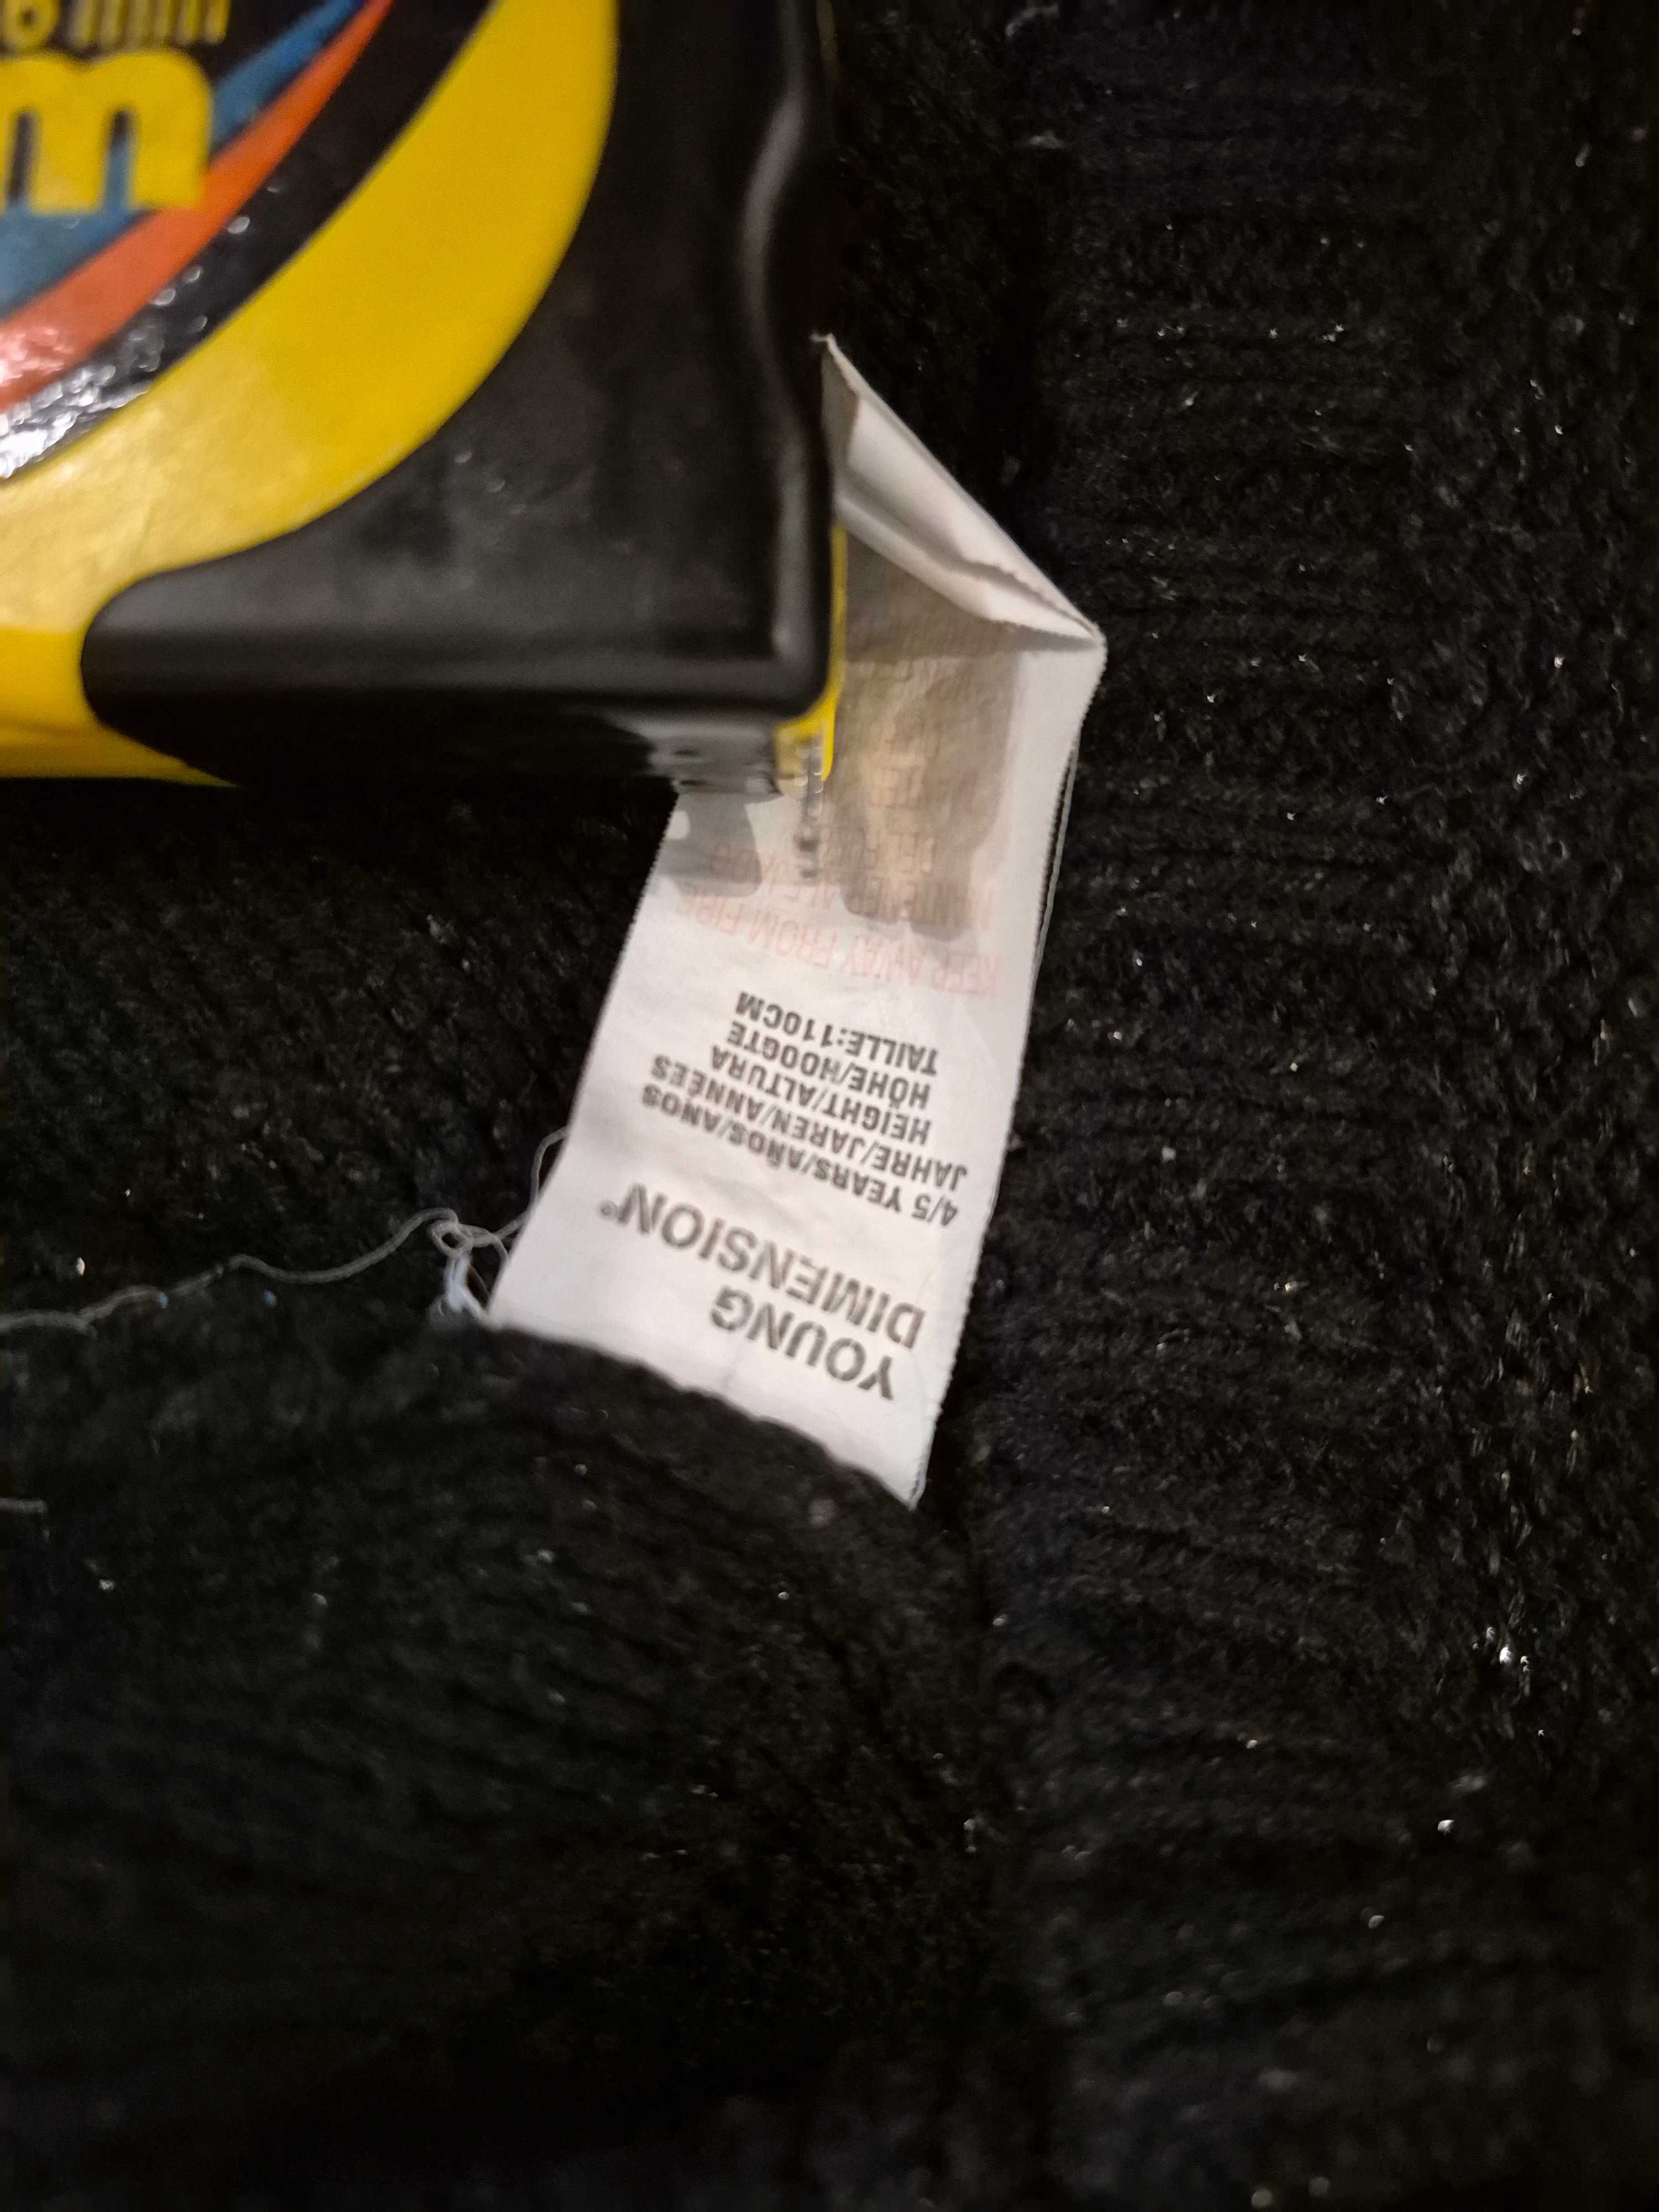 m
YOUNG
DIMENSION®
4/5 YEARS/AÑOS/ANOS
JAHRE/JAREN/ANNÉES
HEIGHT/ALTURA
HÖHE/HOOGTE
TAILLE:110CM
KEEP AWAY FROM FIRE